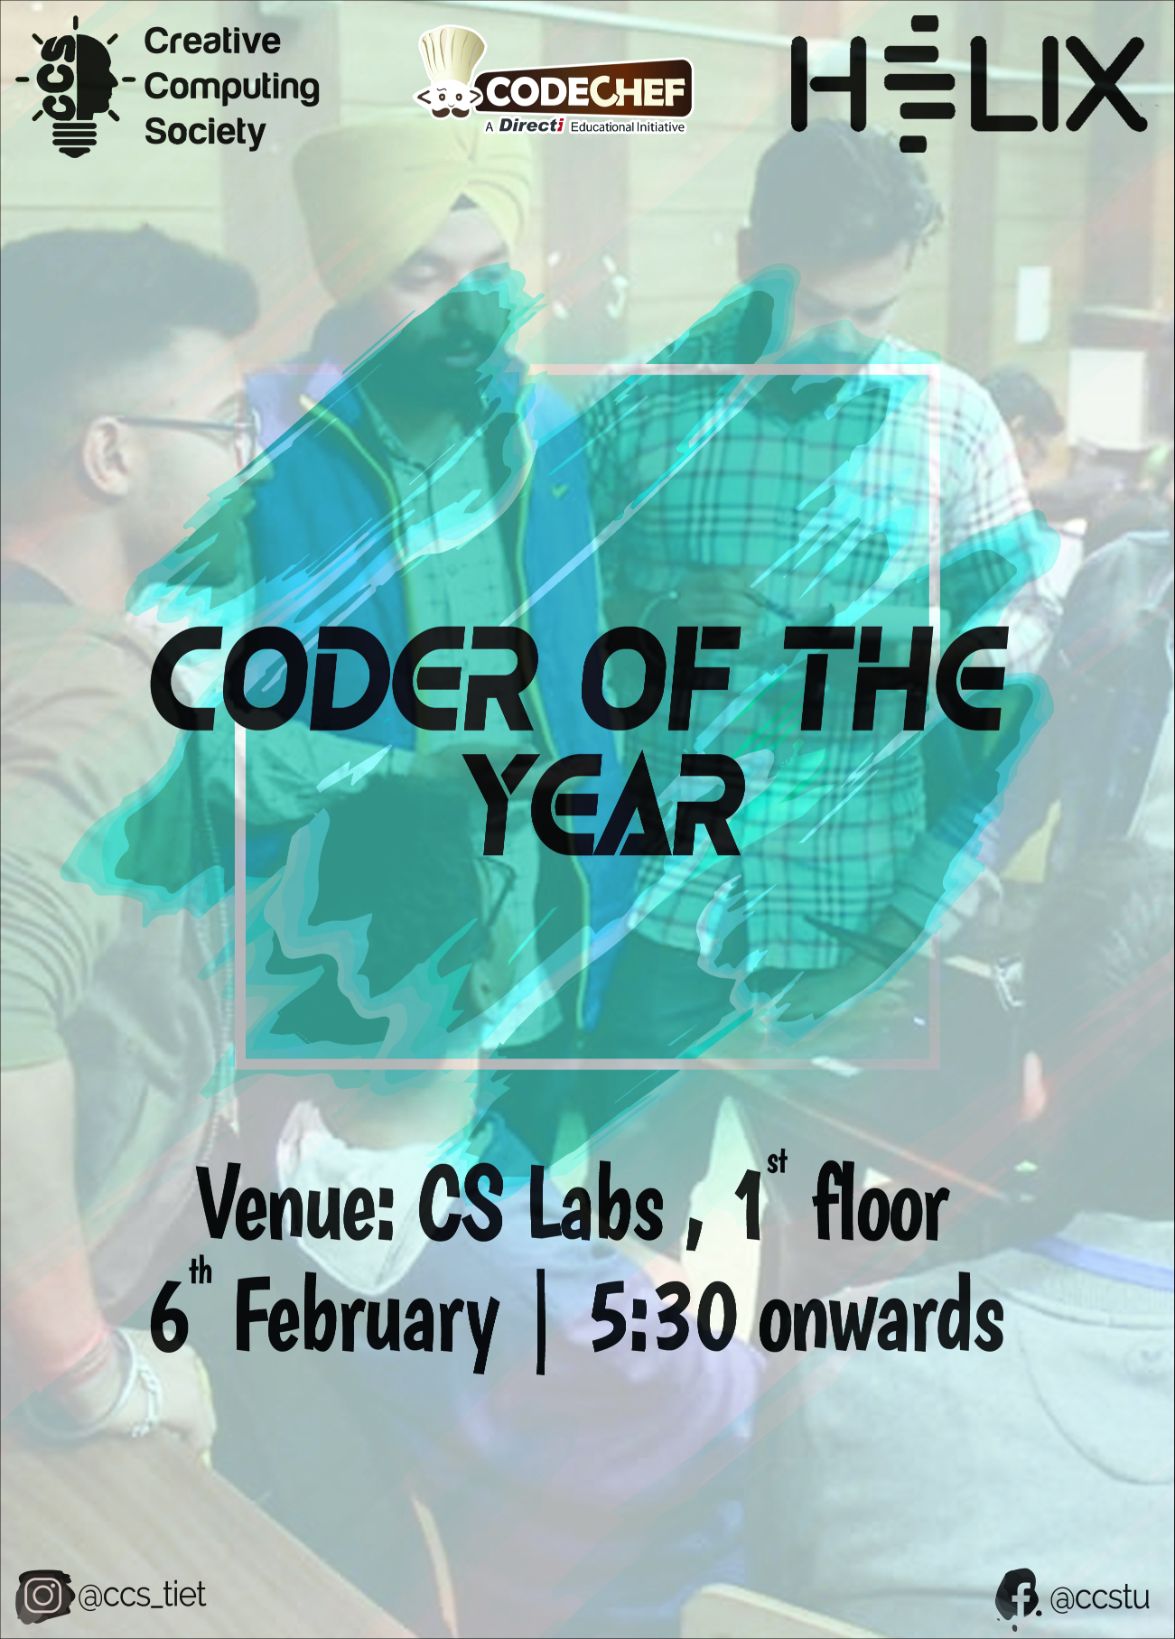 CCS
Creative
Computing
Society
CODECHEF
A Directi Educational Initiative
HELIX
CODER OF THE
YEAR
Venue: CS Labs , 1st floor
6th February | 5:30 onwards
@ccs_tiet
f
@ccstu